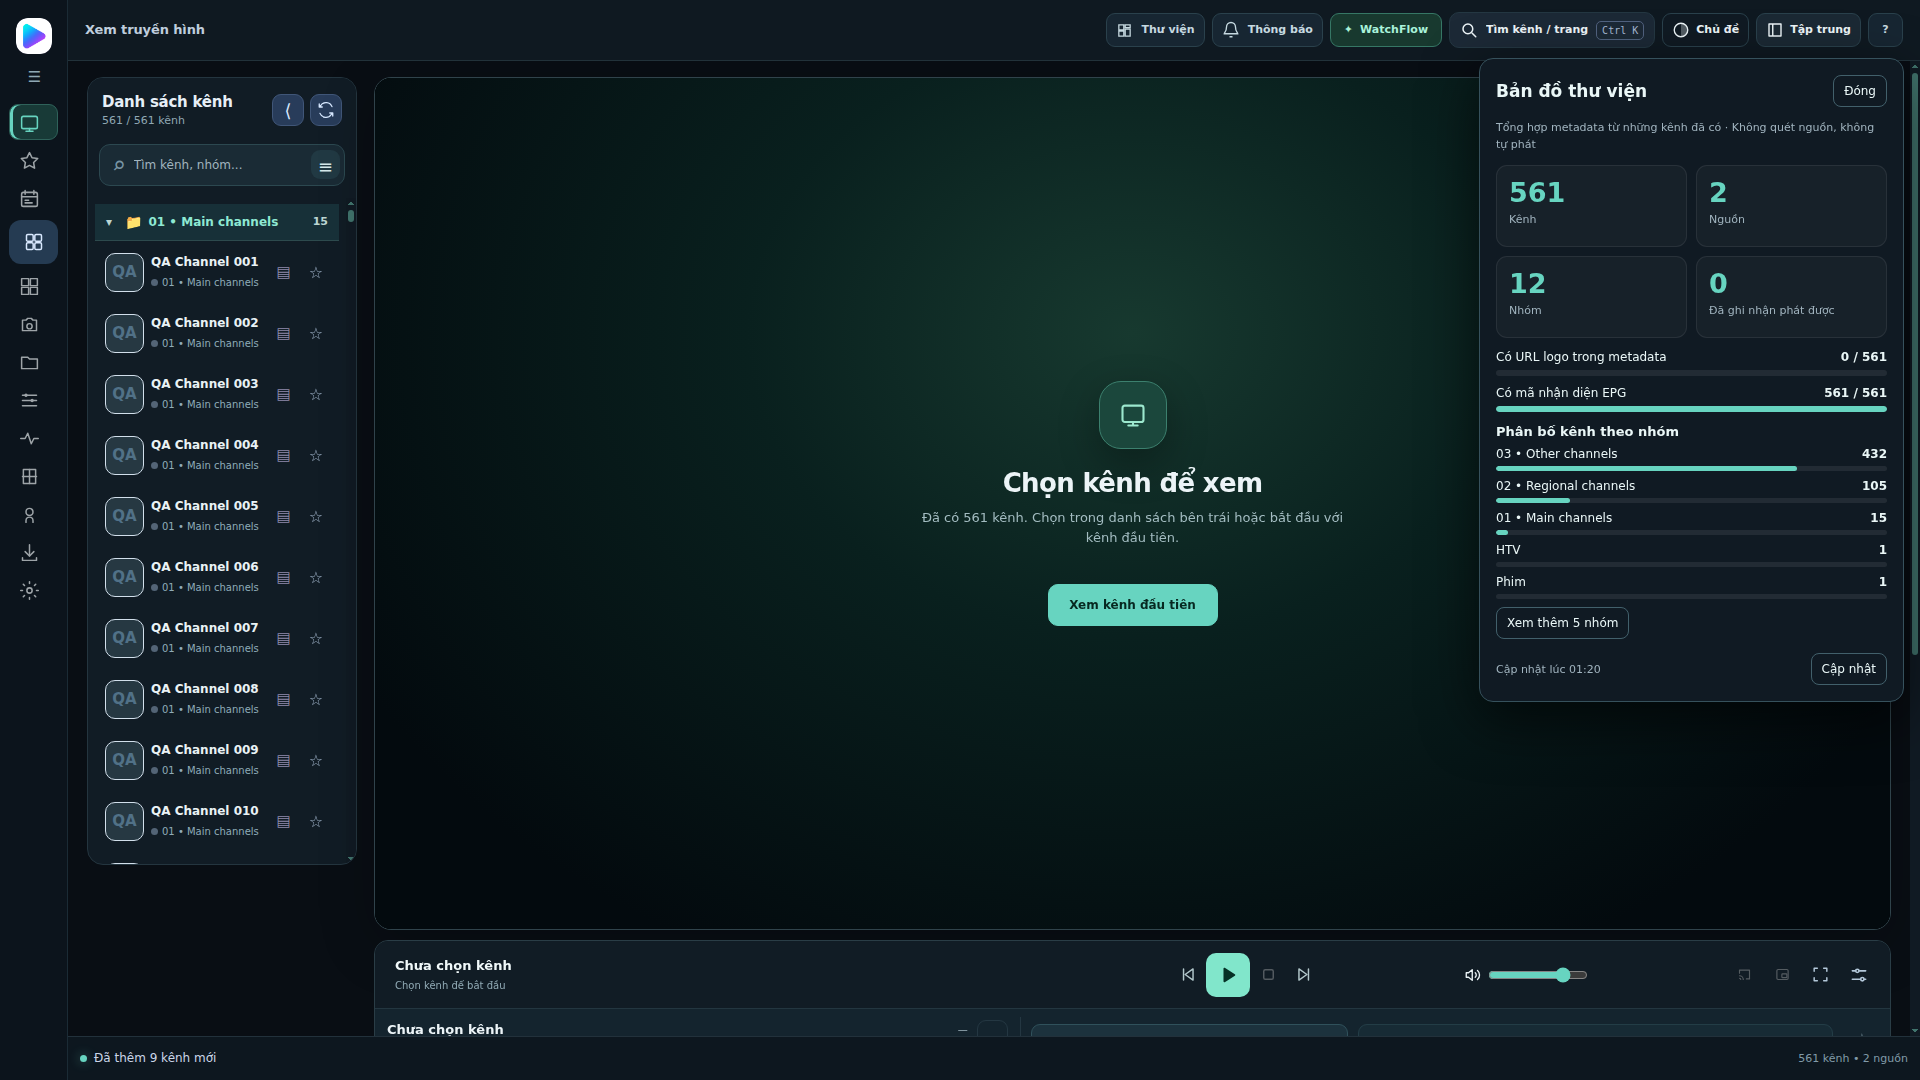 Xem truyền hình
Thư viện
Thông báo
✦ WatchFlow
Tìm kênh / trang Ctrl K
Chủ đề
Tập trung
?
Danh sách kênh
561 / 561 kênh
Tìm kênh, nhóm...
01 • Main channels 15
QA QA Channel 001
01 • Main channels
QA QA Channel 002
01 • Main channels
QA QA Channel 003
01 • Main channels
QA QA Channel 004
01 • Main channels
QA QA Channel 005
01 • Main channels
QA QA Channel 006
01 • Main channels
QA QA Channel 007
01 • Main channels
QA QA Channel 008
01 • Main channels
QA QA Channel 009
01 • Main channels
QA QA Channel 010
01 • Main channels
Chọn kênh để xem
Đã có 561 kênh. Chọn trong danh sách bên trái hoặc bắt đầu với
kênh đầu tiên.
Xem kênh đầu tiên
Bản đồ thư viện
Đóng
Tổng hợp metadata từ những kênh đã có · Không quét nguồn, không
tự phát
561
Kênh
2
Nguồn
12
Nhóm
0
Đã ghi nhận phát được
Có URL logo trong metadata 0 / 561
Có mã nhận diện EPG 561 / 561
Phân bố kênh theo nhóm
03 • Other channels 432
02 • Regional channels 105
01 • Main channels 15
HTV 1
Phim 1
Xem thêm 5 nhóm
Cập nhật lúc 01:20
Cập nhật
Chưa chọn kênh
Chọn kênh để bắt đầu
Chưa chọn kênh
Đã thêm 9 kênh mới
561 kênh • 2 nguồn